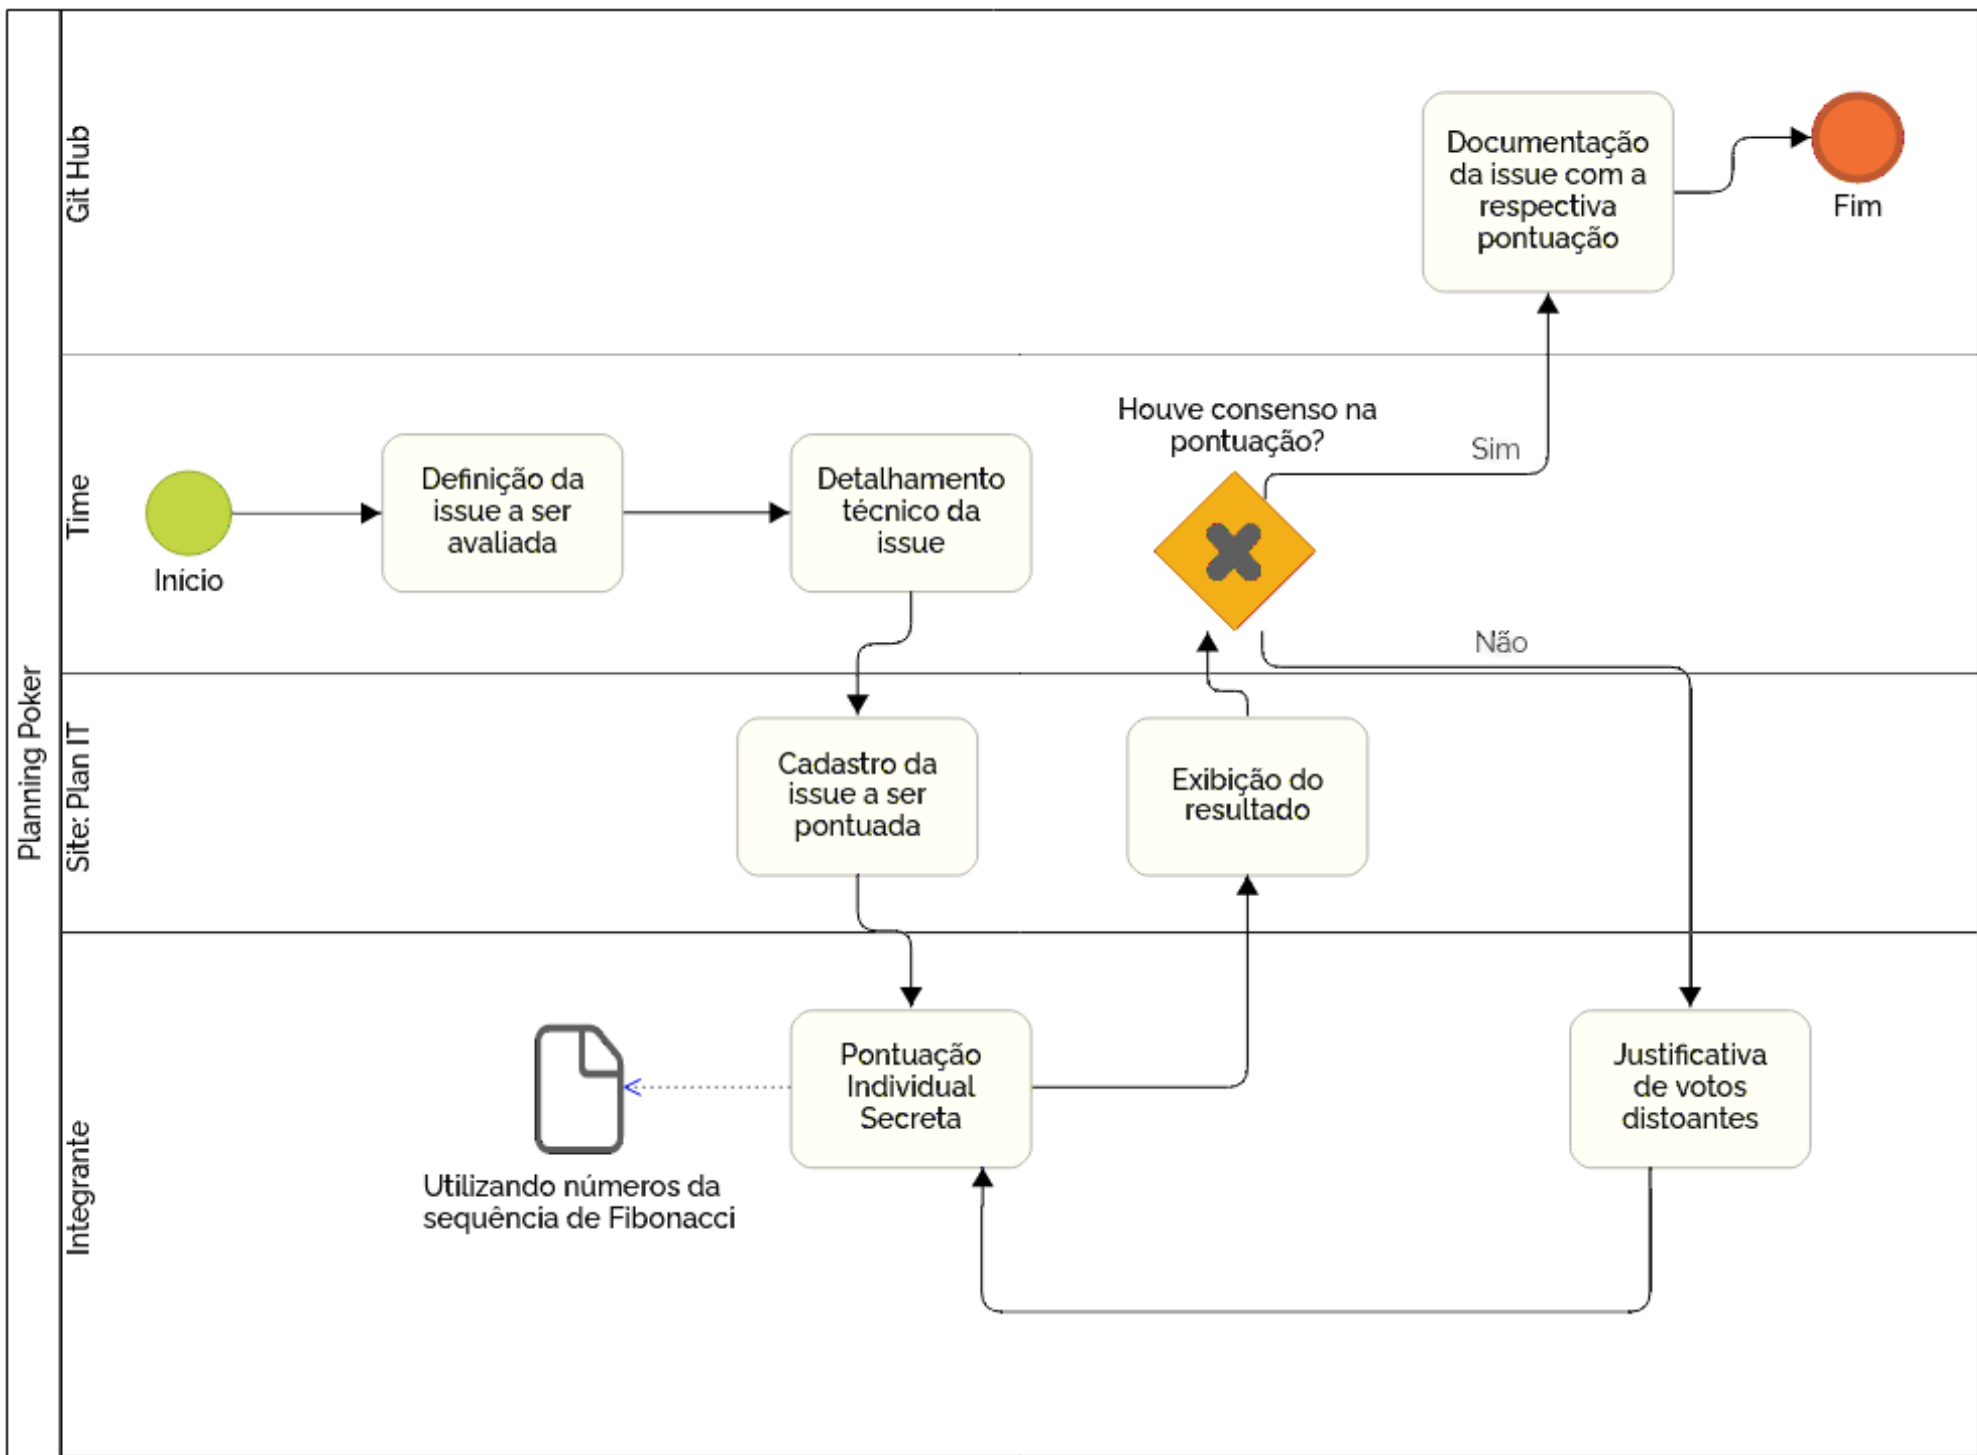 Planning Poker
Git Hub
Documentação
da issue com a
respectiva
pontuação
Fim
Time
Início
Definição da
issue a ser
avaliada
Detalhamento
técnico da
issue
Houve consenso na
pontuação?
Sim
Não
Site: Plan IT
Cadastro da
issue a ser
pontuada
Exibição do
resultado
Integrante
Utilizando números da
sequência de Fibonacci
Pontuação
Individual
Secreta
Justificativa
de votos
distoantes